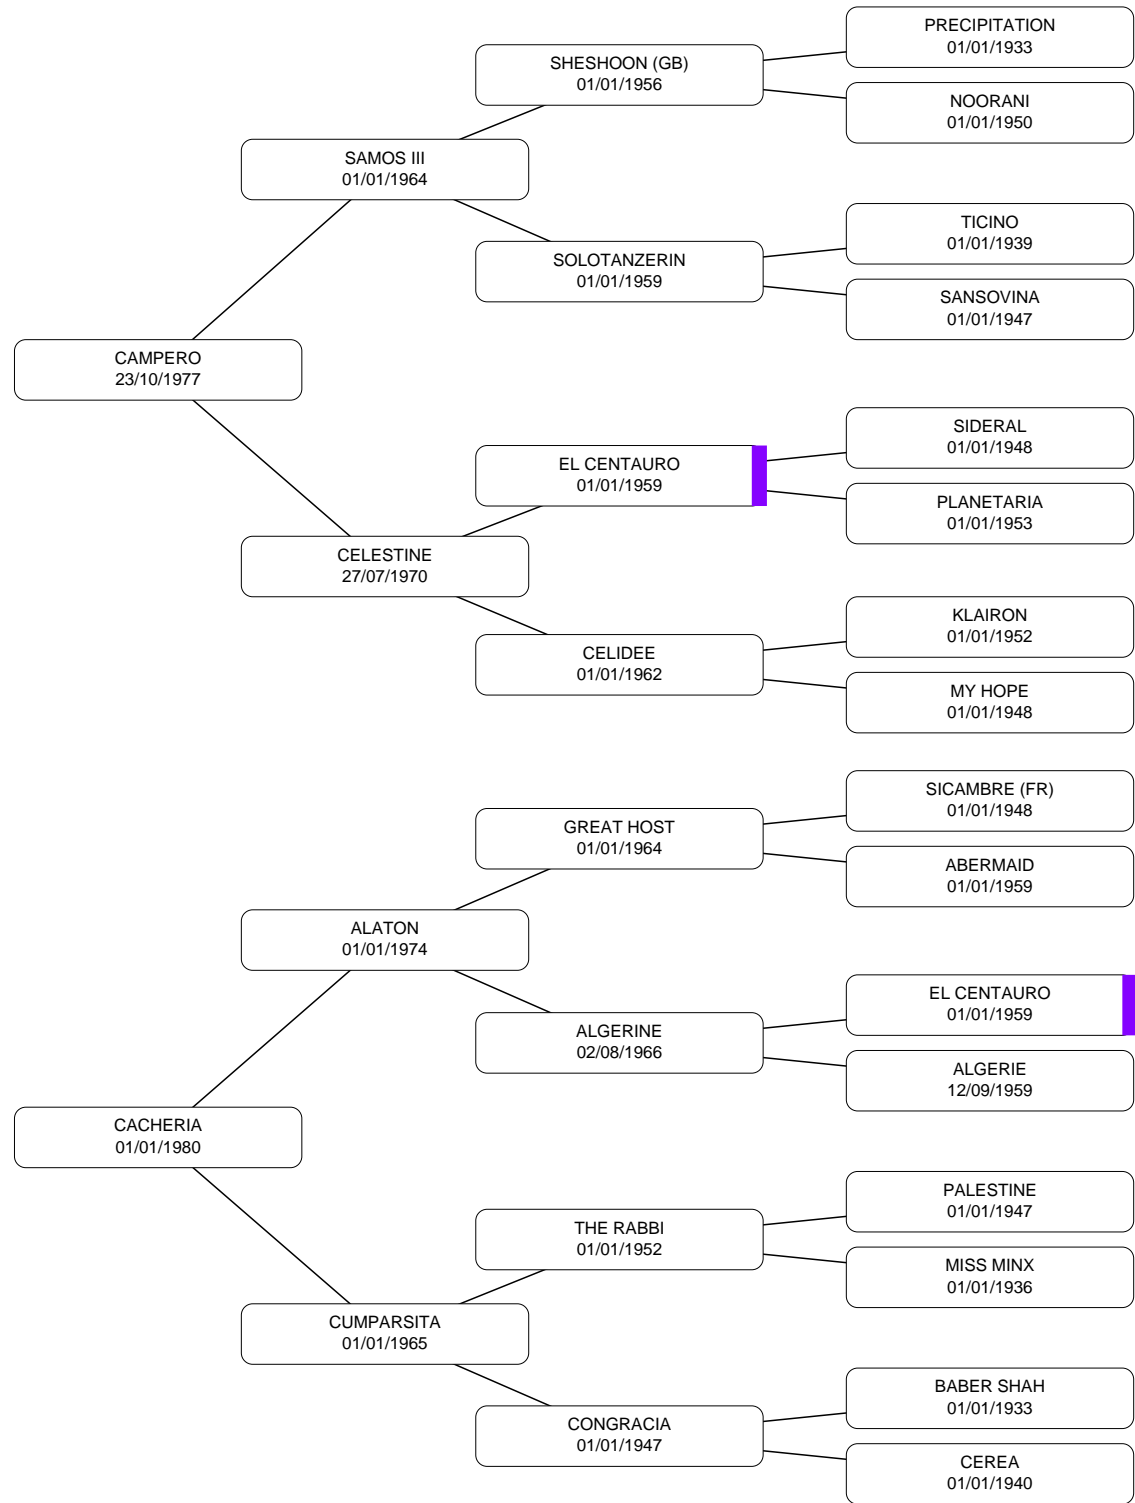 PRECIPITATION
01/01/1933
SHESHOON (GB)
01/01/1956
NOORANI
01/01/1950
SAMOS III
01/01/1964
TICINO
01/01/1939
SOLOTANZERIN
01/01/1959
SANSOVINA
01/01/1947
CAMPERO
23/10/1977
SIDERAL
01/01/1948
EL CENTAURO
01/01/1959
PLANETARIA
01/01/1953
CELESTINE
27/07/1970
KLAIRON
01/01/1952
CELIDEE
01/01/1962
MY HOPE
01/01/1948
SICAMBRE (FR)
01/01/1948
GREAT HOST
01/01/1964
ABERMAID
01/01/1959
ALATON
01/01/1974
EL CENTAURO
01/01/1959
ALGERINE
02/08/1966
ALGERIE
12/09/1959
CACHERIA
01/01/1980
PALESTINE
01/01/1947
THE RABBI
01/01/1952
MISS MINX
01/01/1936
CUMPARSITA
01/01/1965
BABER SHAH
01/01/1933
CONGRACIA
01/01/1947
CEREA
01/01/1940